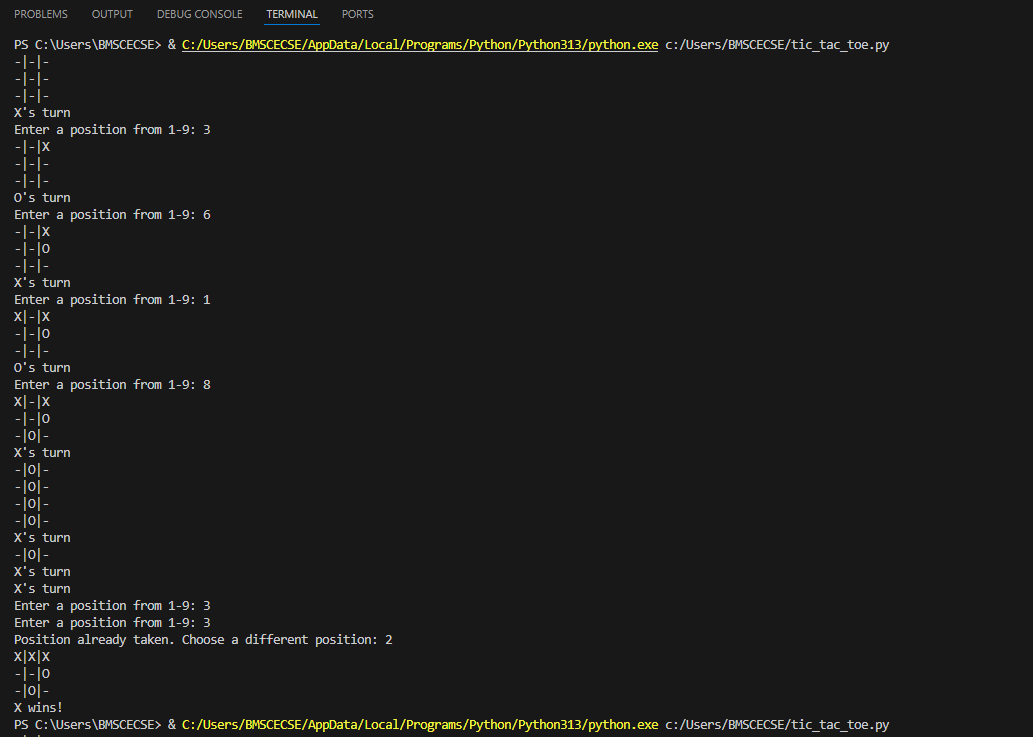 PROBLEMS OUTPUT DEBUG CONSOLE TERMINAL PORTS
PS C:\Users\BMSCECSE> & C:/Users/BMSCECSE/AppData/Local/Programs/Python/Python313/python.exe c:/Users/BMSCECSE/tic_tac_toe.py
-|-|-
-|-|-
-|-|-
X's turn
Enter a position from 1-9: 3
-|-|X
-|-|-
-|-|-
O's turn
Enter a position from 1-9: 6
-|-|X
-|-|O
-|-|-
X's turn
Enter a position from 1-9: 1
X|-|X
-|-|O
-|-|-
O's turn
Enter a position from 1-9: 8
X|-|X
-|-|O
-|O|-
X's turn
-|O|-
-|O|-
-|O|-
-|O|-
X's turn
-|O|-
X's turn
X's turn
Enter a position from 1-9: 3
Enter a position from 1-9: 3
Position already taken. Choose a different position: 2
X|X|X
-|-|O
-|O|-
X wins!
PS C:\Users\BMSCECSE> & C:/Users/BMSCECSE/AppData/Local/Programs/Python/Python313/python.exe c:/Users/BMSCECSE/tic_tac_toe.py